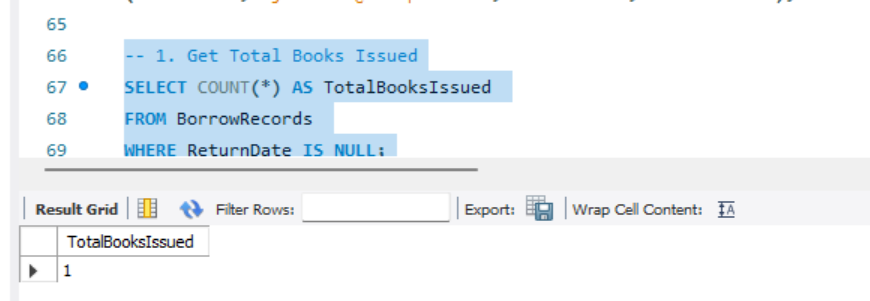 65
66 -- 1. Get Total Books Issued
67 SELECT COUNT(*) AS TotalBooksIssued
68 FROM BorrowRecords
69 WHERE ReturnDate IS NULL;
Result Grid Filter Rows: Export: Wrap Cell Content: IA
TotalBooksIssued
1